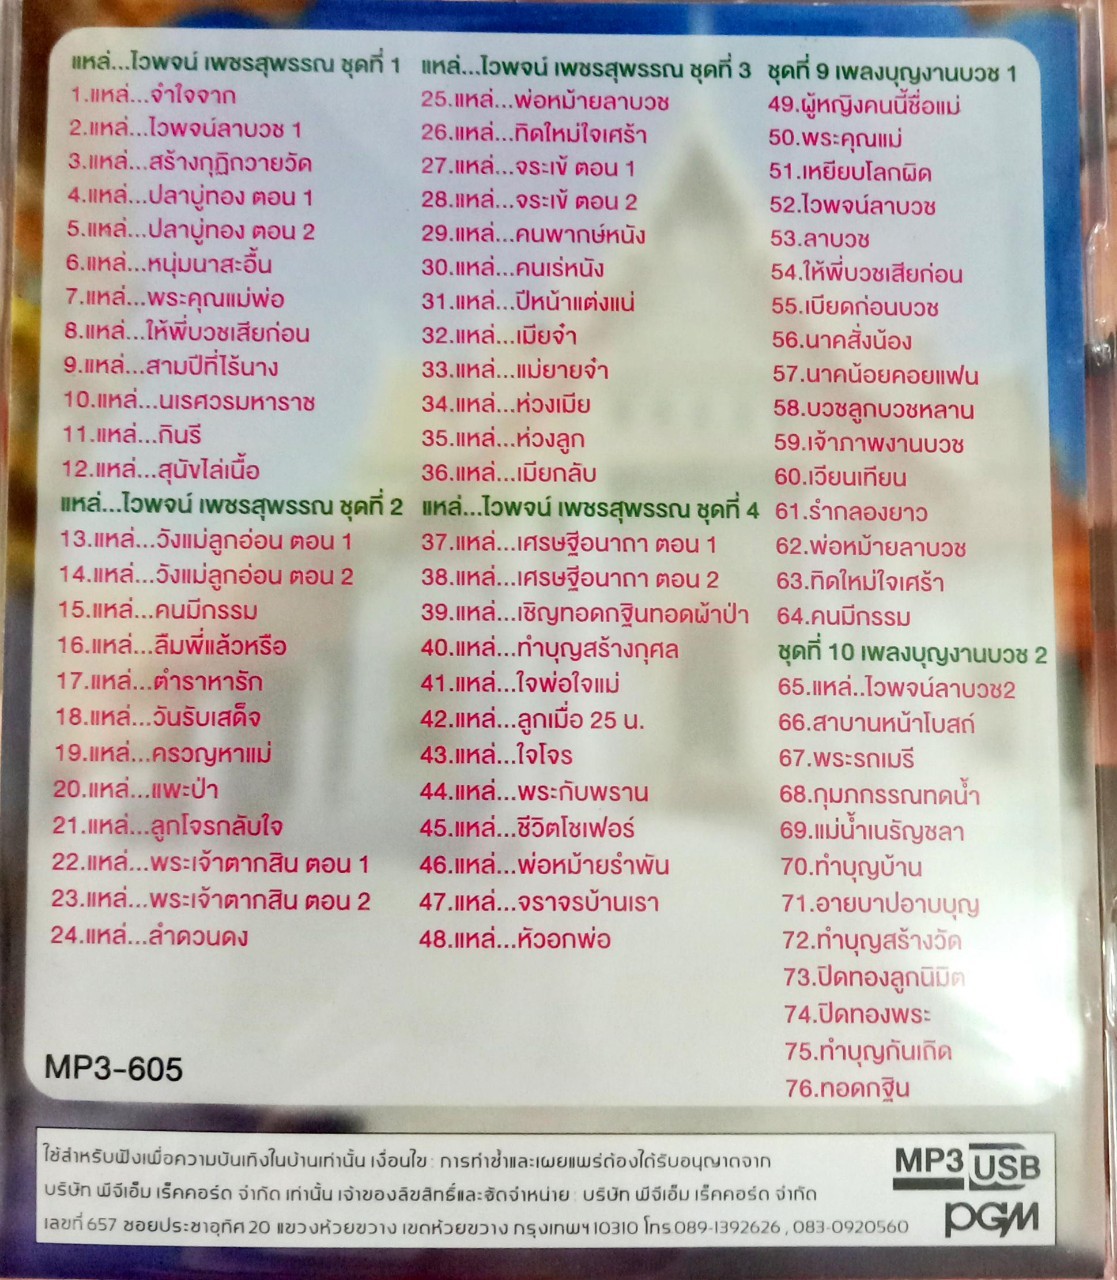 แหล่...ไวพจน์ เพชรสุพรรณ ชุดที่ 1
1.แหล่...จำใจจาก
2.แหล่...ไวพจน์ลาบวช 1
3.แหล่...สร้างกุฏิถวายวัด
4.แหล่...ปลาบู่ทอง ตอน 1
5.แหล่...ปลาบู่ทอง ตอน 2
6.แหล่...หนุ่มนาสะอื้น
7.แหล่...พระคุณแม่พ่อ
8.แหล่...ให้พี่บวชเสียก่อน
9.แหล่...สามปีที่ไร้นาง
10.แหล่...นเรศวรมหาราช
11.แหล่...กินรี
12.แหล่...สุนัขไล่เนื้อ
แหล่...ไวพจน์ เพชรสุพรรณ ชุดที่ 2
13.แหล่...วังแม่ลูกอ่อน ตอน 1
14.แหล่...วังแม่ลูกอ่อน ตอน 2
15.แหล่...คนมีกรรม
16.แหล่...ลืมพี่แล้วหรือ
17.แหล่...ตำราหารัก
18.แหล่...วันรับเสด็จ
19.แหล่...ครวญหาแม่
20.แหล่...แพะป่า
21.แหล่...ลูกโจรกลับใจ
22.แหล่...พระเจ้าตากสิน ตอน 1
23.แหล่...พระเจ้าตากสิน ตอน 2
24.แหล่...ลำดวนดง
แหล่...ไวพจน์ เพชรสุพรรณ ชุดที่ 3
25.แหล่...พ่อหม้ายลาบวช
26.แหล่...ทิดใหม่ใจเศร้า
27.แหล่...จระเข้ ตอน 1
28.แหล่...จระเข้ ตอน 2
29.แหล่...คนพากษ์หนัง
30.แหล่...คนเร่หนัง
31.แหล่...ปีหน้าแต่งแน่
32.แหล่...เมียจ๋า
33.แหล่...แม่ยายจ๋า
34.แหล่...ห่วงเมีย
35.แหล่...ห่วงลูก
36.แหล่...เมียกลับ
แหล่...ไวพจน์ เพชรสุพรรณ ชุดที่ 4
37.แหล่...เศรษฐีอนาถา ตอน 1
38.แหล่...เศรษฐีอนาถา ตอน 2
39.แหล่...เชิญทอดกฐินทอดผ้าป่า
40.แหล่...ทำบุญสร้างกุศล
41.แหล่...ใจพ่อใจแม่
42.แหล่...ลูกเมื่อ 25 น.
43.แหล่...ใจโจร
44.แหล่...พระกับพราน
45.แหล่...ชีวิตโชเฟอร์
46.แหล่...พ่อหม้ายรำพัน
47.แหล่...จราจรบ้านเรา
48.แหล่...หัวอกพ่อ
ชุดที่ 9 เพลงบุญงานบวช 1
49.ผู้หญิงคนนี้ชื่อแม่
50.พระคุณแม่
51.เหยียบโลกผิด
52.ไวพจน์ลาบวช
53.ลาบวช
54.ให้พี่บวชเสียก่อน
55.เบียดก่อนบวช
56.นาคสั่งน้อง
57.นาคน้อยคอยแฟน
58.บวชลูกบวชหลาน
59.เจ้าภาพงานบวช
60.เวียนเทียน
61.รำกลองยาว
62.พ่อหม้ายลาบวช
63.ทิดใหม่ใจเศร้า
64.คนมีกรรม
ชุดที่ 10 เพลงบุญงานบวช 2
65.แหล่..ไวพจน์ลาบวช2
66.สาบานหน้าโบสถ์
67.พระรถเมรี
68.กุมภกรรณทดน้ำ
69.แม่น้ำเนรัญชลา
70.ทำบุญบ้าน
71.อายบาปอาบบุญ
72.ทำบุญสร้างวัด
73.ปิดทองลูกนิมิต
74.ปิดทองพระ
75.ทำบุญกันเถิด
76.ทอดกฐิน
MP3-605
ใช้สำหรับฟังเพื่อความบันเทิงในบ้านเท่านั้น เงื่อนไข : การทำซ้ำและเผยแพร่ต้องได้รับอนุญาตจาก
บริษัท พีจีเอ็ม เร็คคอร์ด จำกัด เท่านั้น เจ้าของลิขสิทธิ์และจัดจำหน่าย : บริษัท พีจีเอ็ม เร็คคอร์ด จำกัด
เลขที่ 657 ซอยประชาอุทิศ 20 แขวงห้วยขวาง เขตห้วยขวาง กรุงเทพฯ 10310 โทร.089-1392626 , 083-0920560
MP3 USB
PGM